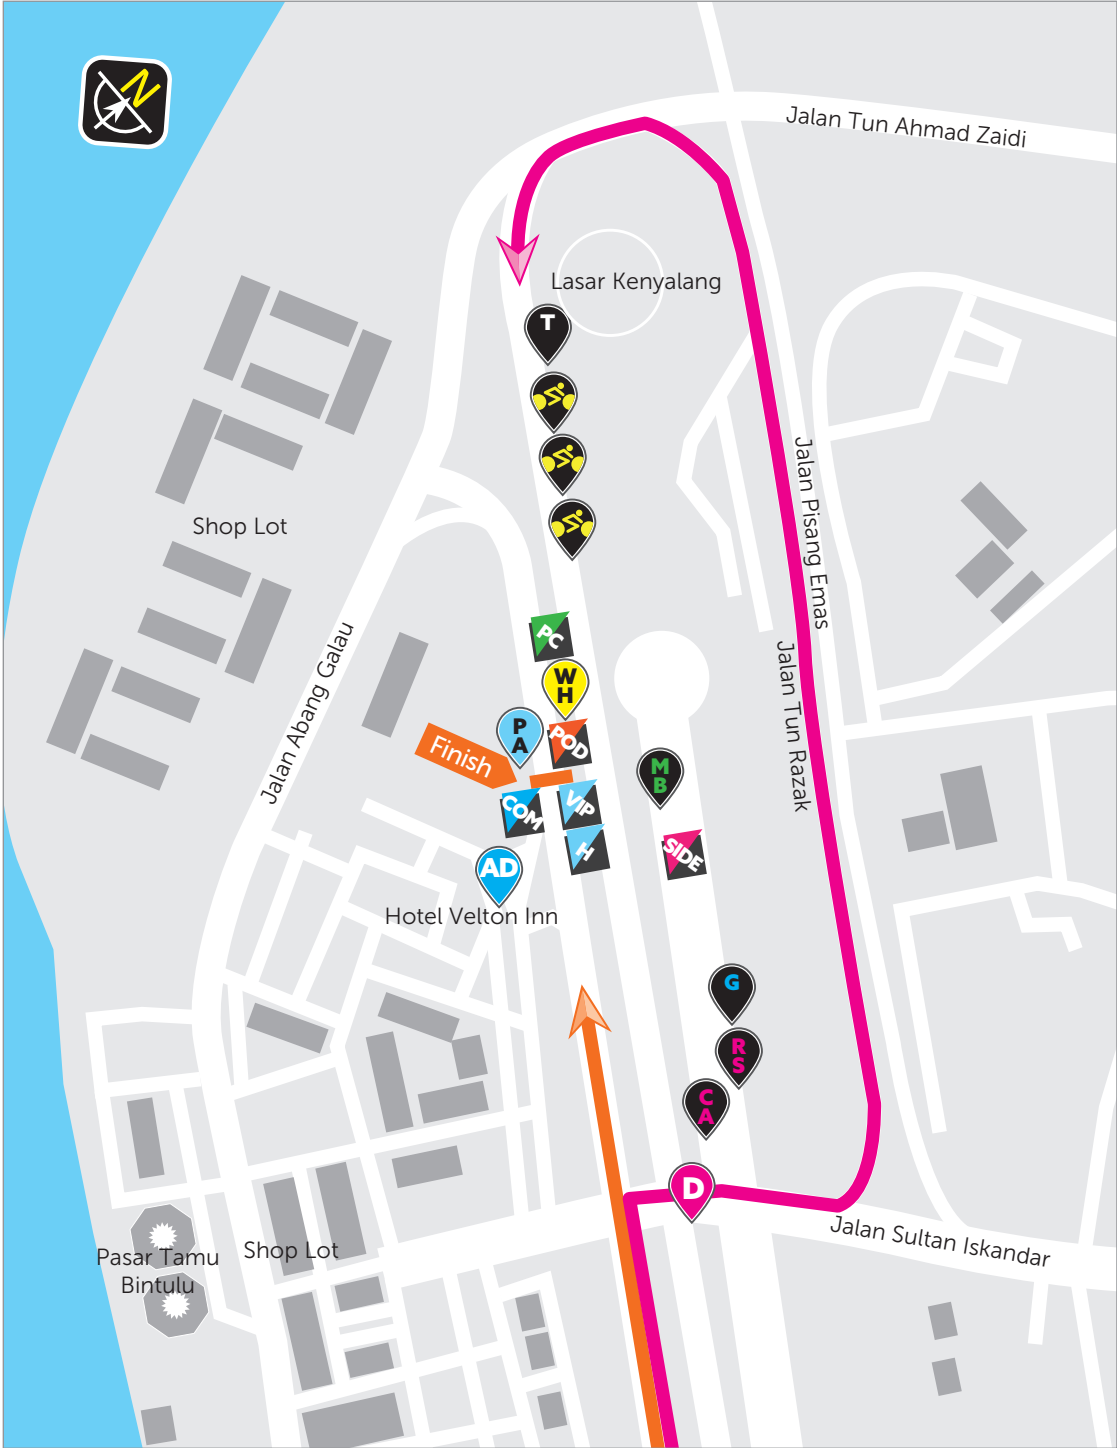 N
Jalan Tun Ahmad Zaidi
Lasar Kenyalang
T
Jalan Pisang Emas
Shop Lot
Jalan Abang Galau
PC
W
H
Jalan Tun Razak
P
A
POD
Finish
M
B
COM
VIP
H
SIDE
AD
Hotel Velton Inn
G
R
S
C
A
D
Jalan Sultan Iskandar
Shop Lot
Pasar Tamu
Bintulu